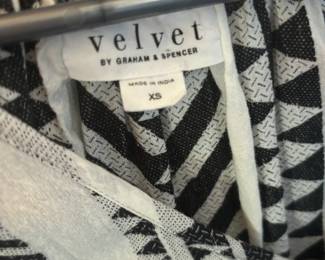 velvet
BY GRAHAM & SPENCER
MADE IN INDIA
XS